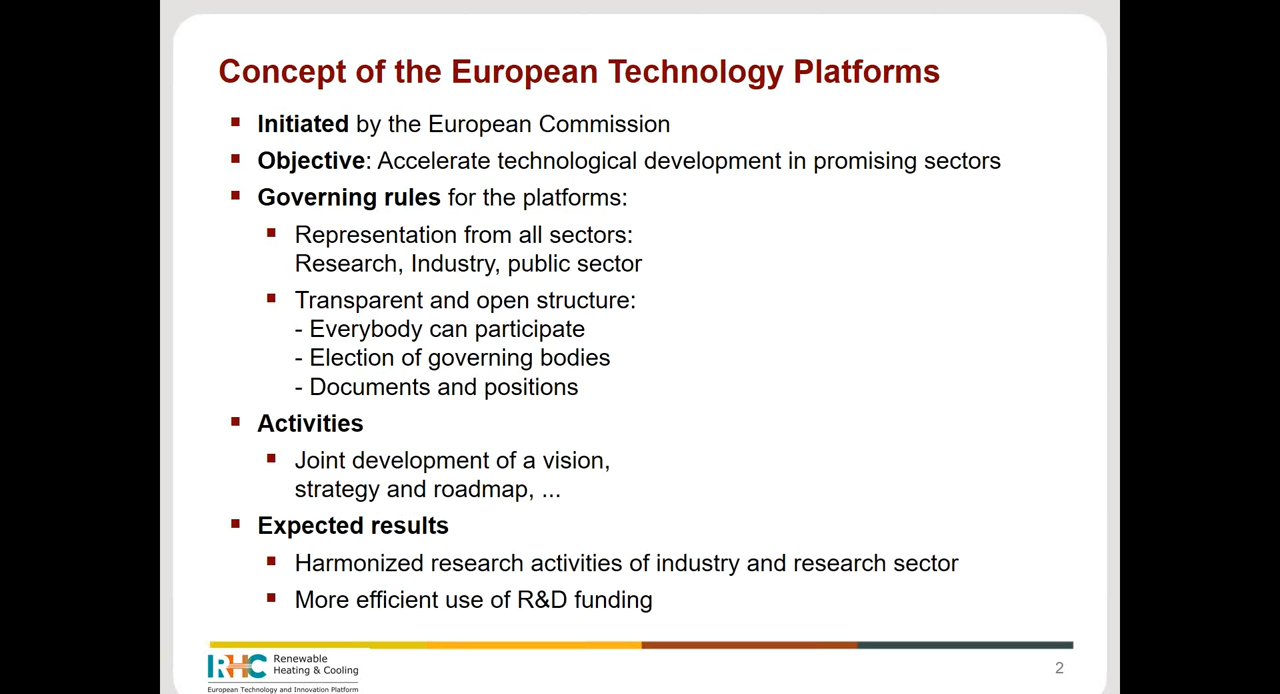 Concept of the European Technology Platforms
Initiated by the European Commission
Objective: Accelerate technological development in promising sectors
Governing rules for the platforms:
Representation from all sectors:
Research, Industry, public sector
Transparent and open structure:
- Everybody can participate
- Election of governing bodies
- Documents and positions
Activities
Joint development of a vision,
strategy and roadmap, ...
Expected results
Harmonized research activities of industry and research sector
More efficient use of R&D funding
RHC Renewable
Heating & Cooling
European Technology and Innovation Platform
2